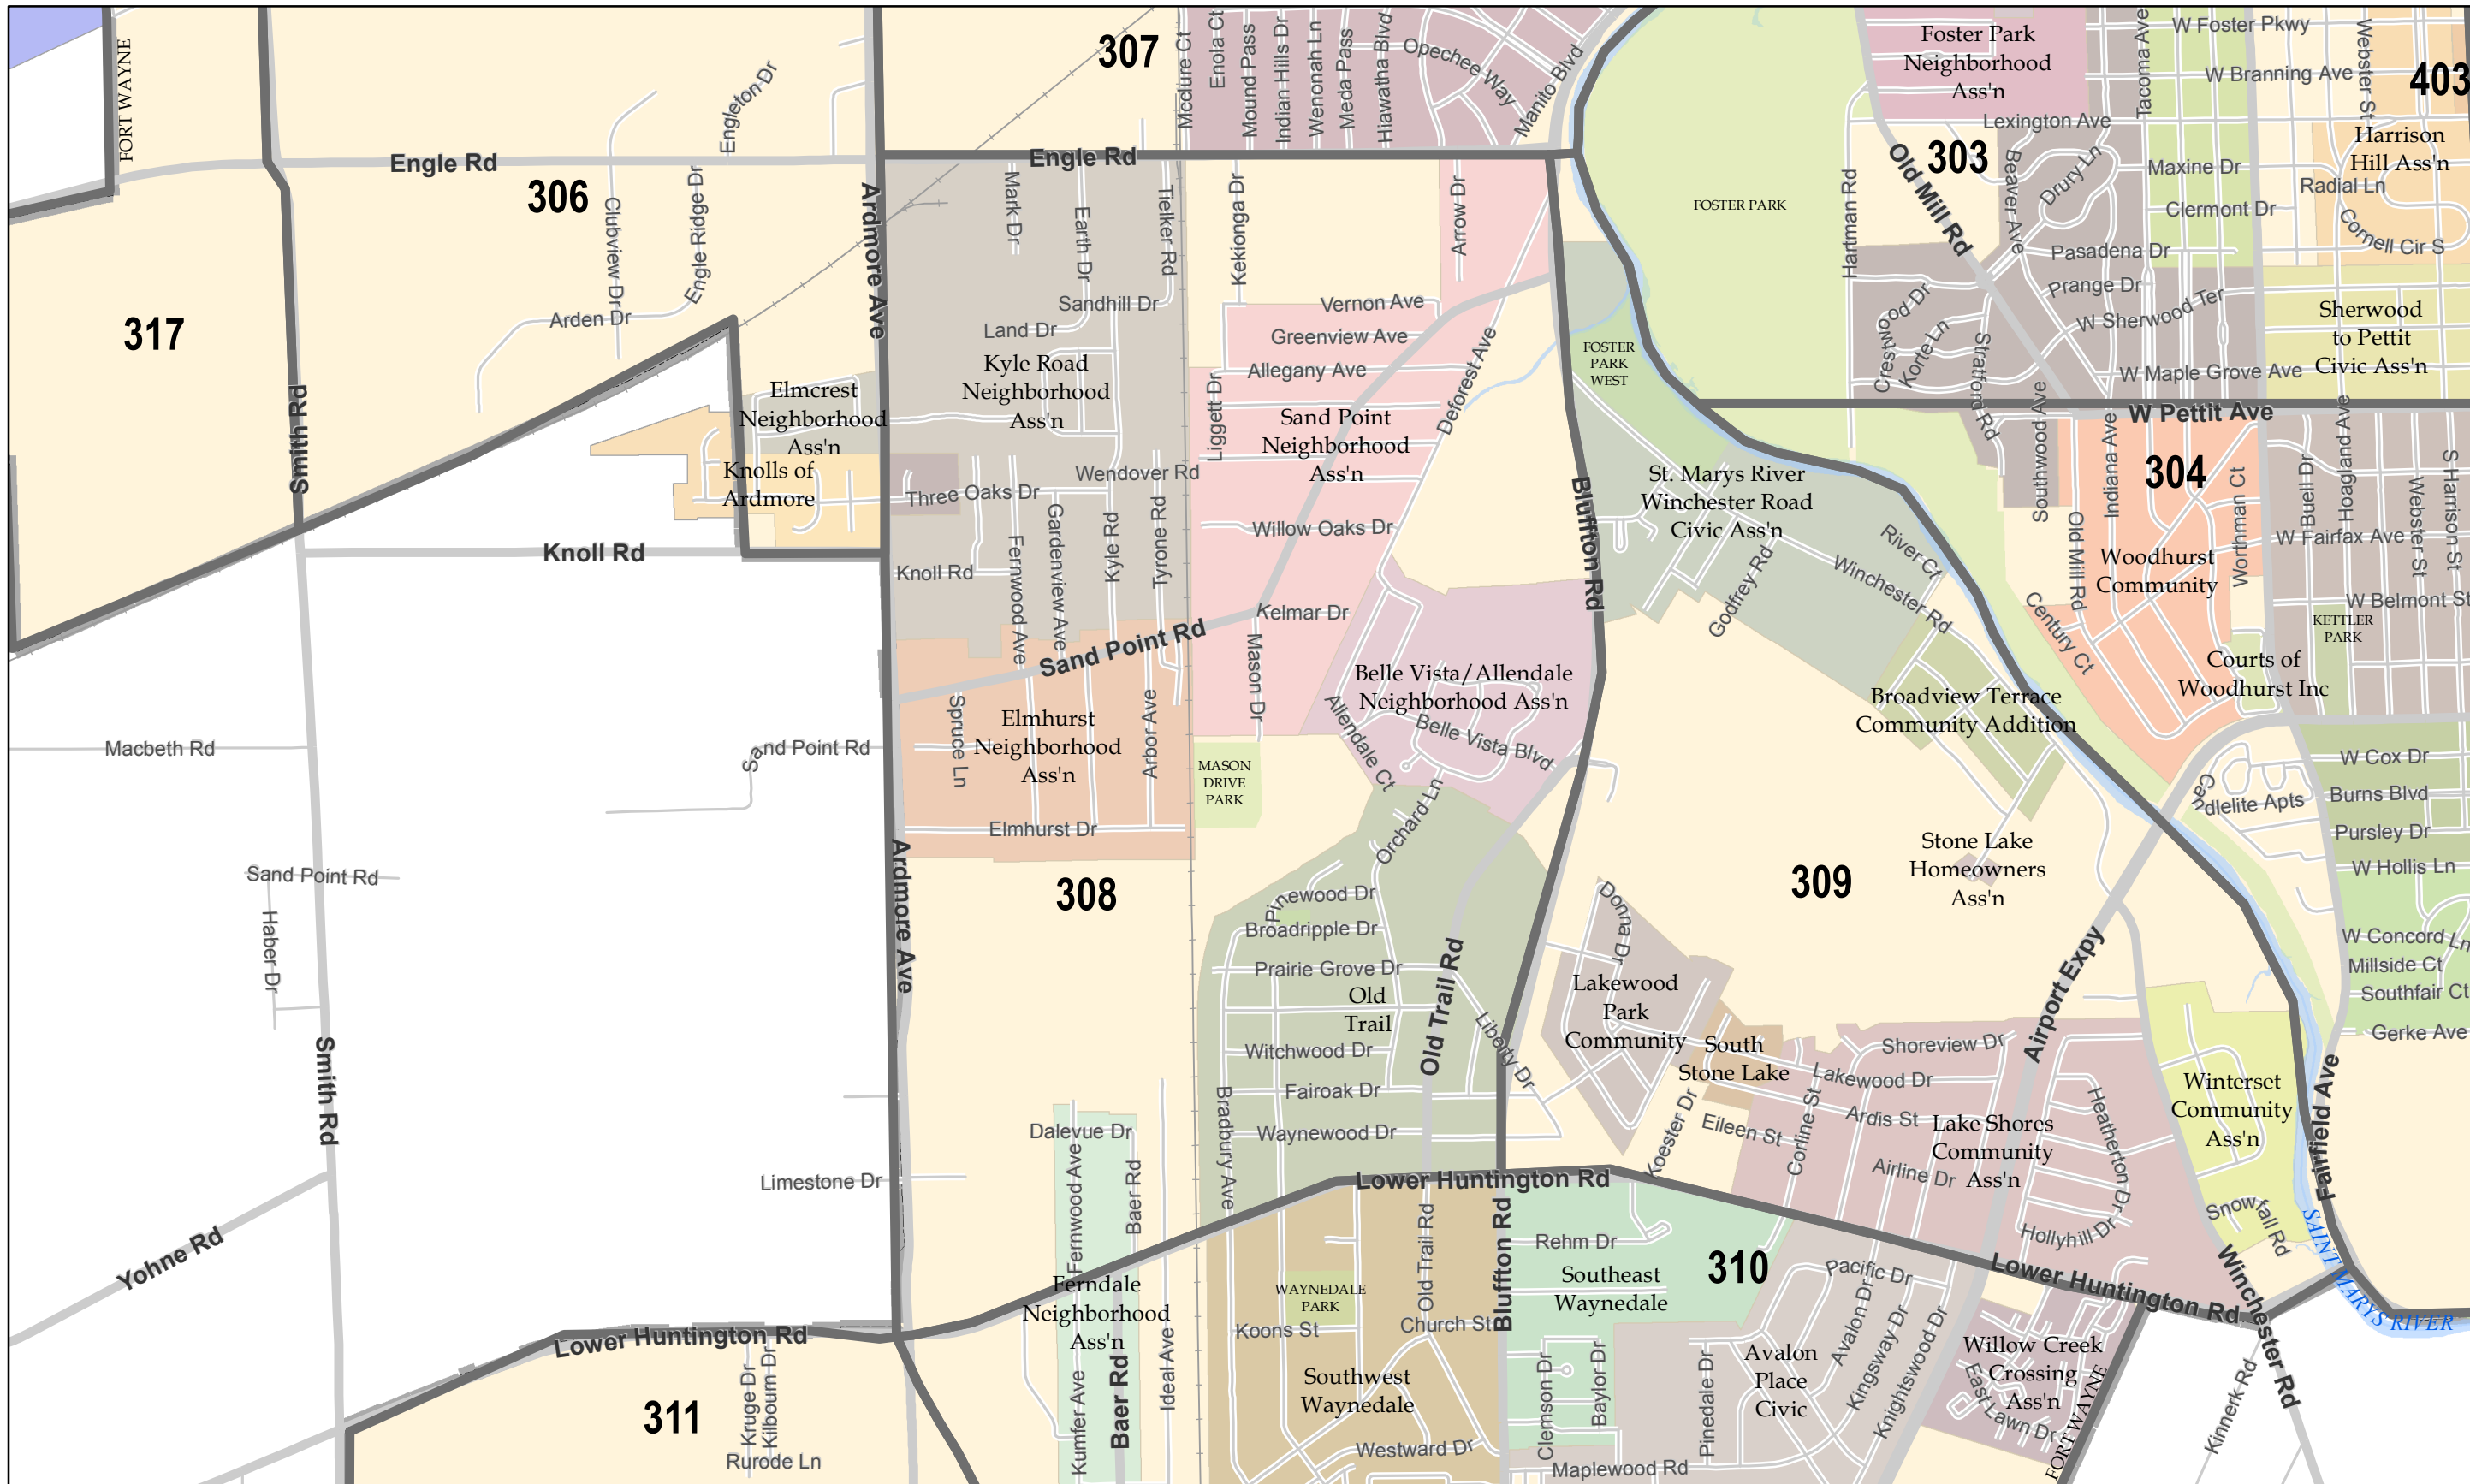 FORT WAYNE
307
Mcclure Ct
Enola Ct
Mound Pass
Indian Hills Dr
Wenonah Ln
Meda Pass
Hiawatha Blvd
Opechee Way
Manito Blvd
Foster Park
Neighborhood
Ass'n
Tacoma Ave
W Foster Pkwy
Webster St
W Branning Ave
403
Engleton Dr
Lexington Ave
Harrison
Hill Ass'n
Engle Rd
Engle Rd
306
Ardmore Ave
Clubview Dr
Engle Ridge Dr
Arden Dr
Mark Dr
Earth Dr
Tielker Rd
Kekionga Dr
Arrow Dr
FOSTER PARK
Hartman Rd
Old Mill Rd
303
Beaver Ave
Drury Ln
Maxine Dr
Radial Ln
Clermont Dr
Cornell Cir S
Pasadena Dr
Prange Dr
W Sherwood Ter
Sherwood
to Pettit
Civic Ass'n
317
Smith Rd
Sandhill Dr
Land Dr
Kyle Road
Neighborhood
Ass'n
Vernon Ave
Greenview Ave
Allegany Ave
Liggett Dr
Deforest Ave
Sand Point
Neighborhood
Ass'n
FOSTER
PARK
WEST
Crestwood Dr
Korte Ln
Stratford Rd
W Maple Grove Ave
W Pettit Ave
Elmcrest
Neighborhood
Ass'n
Knolls of
Ardmore
Three Oaks Dr
Wendover Rd
Willow Oaks Dr
Knoll Rd
Knoll Rd
Fernwood Ave
Gardenview Ave
Kyle Rd
Tyrone Rd
Bluffton Rd
St. Marys River
Winchester Road
Civic Ass'n
Godfrey Rd
River Ct
Winchester Rd
Southwood Ave
Old Mill Rd
Indiana Ave
304
Worthman Ct
Woodhurst
Community
Century Ct
Buell Dr
Hoagland Ave
Webster St
S Harrison St
W Fairfax Ave
W Belmont St
KETTLER
PARK
Courts of
Woodhurst Inc
Kelmar Dr
Sand Point Rd
Mason Dr
Belle Vista/Allendale
Neighborhood Ass'n
Allendale Ct
Belle Vista Blvd
Broadview Terrace
Community Addition
Macbeth Rd
Sand Point Rd
Spruce Ln
Elmhurst
Neighborhood
Ass'n
Arbor Ave
MASON
DRIVE
PARK
Elmhurst Dr
Orchard Ln
W Cox Dr
Candlelite Apts
Burns Blvd
Pursley Dr
W Hollis Ln
Sand Point Rd
Haber Dr
Ardmore Ave
308
Pinewood Dr
Broadripple Dr
Prairie Grove Dr
Old
Trail
Old Trail Rd
Witchwood Dr
Fairoak Dr
Waynewood Dr
Bradbury Ave
Liberty Dr
Donna Dr
309
Stone Lake
Homeowners
Ass'n
Airport Expy
W Concord Ln
Millside Ct
Southfair Ct
Gerke Ave
Lakewood
Park
Community
South
Stone Lake
Shoreview Dr
Lakewood Dr
Ardis St
Eileen St
Corline St
Koester Dr
Airline Dr
Lake Shores
Community
Ass'n
Heatherton Dr
Hollyhill Dr
Winterset
Community
Ass'n
Snowfall Rd
Fairfield Ave
SAINT MARYS RIVER
Smith Rd
Yohne Rd
Limestone Dr
Dalevue Dr
Fernwood Ave
Baer Rd
Lower Huntington Rd
Ferndale
Neighborhood
Ass'n
Lower Huntington Rd
Kruge Dr
Kilbourn Dr
311
Rurode Ln
Kumfer Ave
Baer Rd
Ideal Ave
WAYNEDALE
PARK
Koons St
Old Trail Rd
Church St
Southwest
Waynedale
Westward Dr
Bluffton Rd
Rehm Dr
Southeast
Waynedale
310
Clemson Dr
Baylor Dr
Pinedale Dr
Maplewood Rd
Avalon
Place
Civic
Pacific Dr
Avalon Dr
Kingsway Dr
Knightswood Dr
Lower Huntington Rd
Willow Creek
Crossing
Ass'n
East Lawn Dr
FORT WAYNE
Winchester Rd
Kinnerk Rd